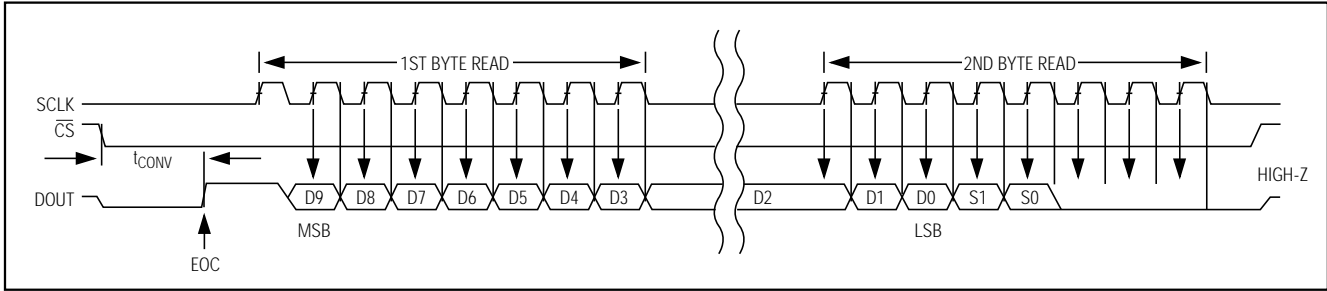 1ST BYTE READ
2ND BYTE READ
SCLK
CS
tCONV
HIGH-Z
DOUT
D9 D8 D7 D6 D5 D4 D3 D2 D1 D0 S1 S0
MSB LSB
EOC